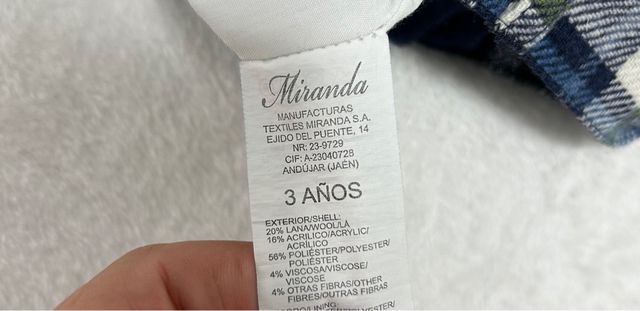 Miranda
MANUFACTURAS
TEXTILES MIRANDA S.A.
EJIDO DEL PUENTE, 14
NR: 23-9729
CIF: A-23040728
ANDÚJAR (JAÉN)
3 AÑOS
EXTERIOR/SHELL:
20% LANA/WOOL/LÀ
16% ACRILICO/ACRYLIC/
ACRÍLICO
56% POLIÉSTER/POLYESTER/
POLIÉSTER
4% VISCOSA/VISCOSE/
VISCOSE
4% OTRAS FIBRAS/OTHER
FIBRES/OUTRAS FIBRAS